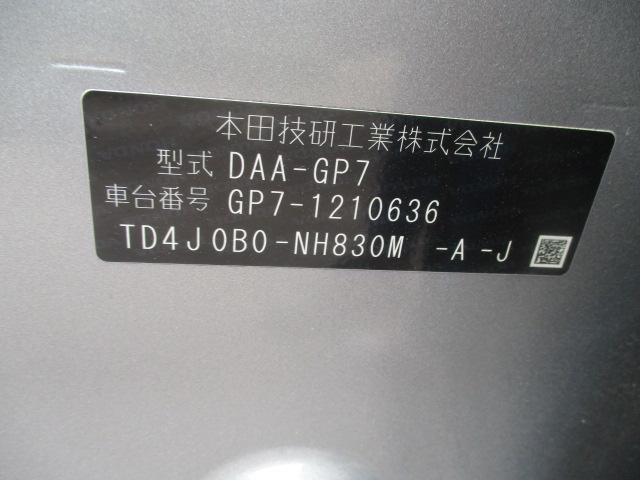 本田技研工業株式会社
型式 DAA-GP7
車台番号 GP7-1210636
TD4J0B0-NH830M -A -J